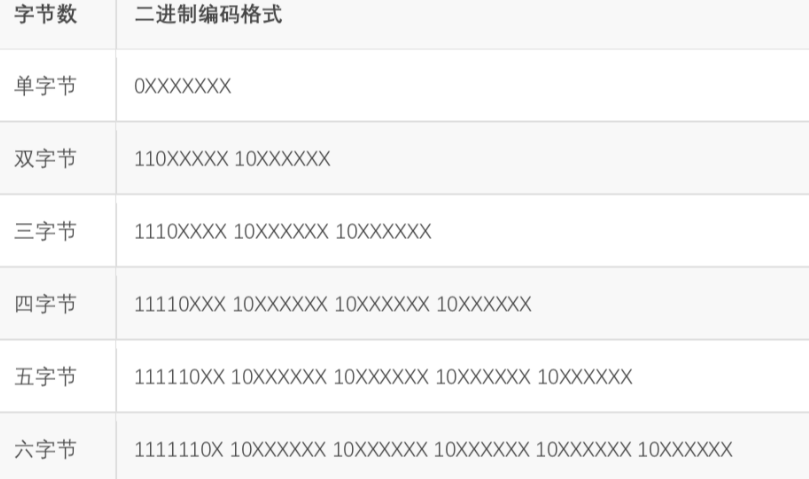 字节数 二进制编码格式
单字节 0XXXXXXX
双字节 110XXXXX 10XXXXXX
三字节 1110XXXX 10XXXXXX 10XXXXXX
四字节 11110XXX 10XXXXXX 10XXXXXX 10XXXXXX
五字节 111110XX 10XXXXXX 10XXXXXX 10XXXXXX 10XXXXXX
六字节 1111110X 10XXXXXX 10XXXXXX 10XXXXXX 10XXXXXX 10XXXXXX